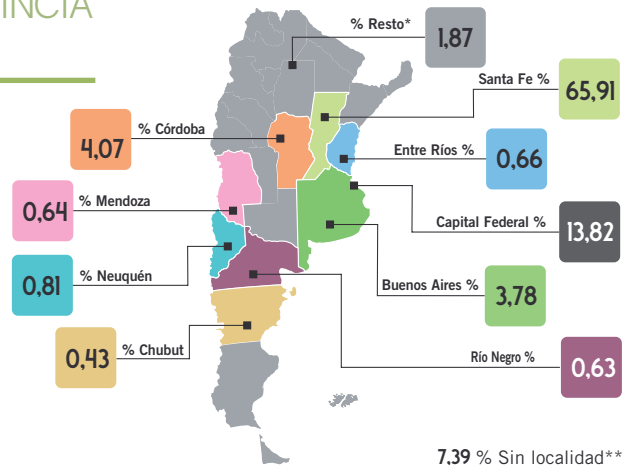 INCIA
% Resto*
1,87
Santa Fe %
65,91
% Córdoba
4,07
Entre Ríos %
0,66
% Mendoza
0,64
Capital Federal %
13,82
% Neuquén
0,81
Buenos Aires %
3,78
% Chubut
0,43
Río Negro %
0,63
7,39 % Sin localidad**